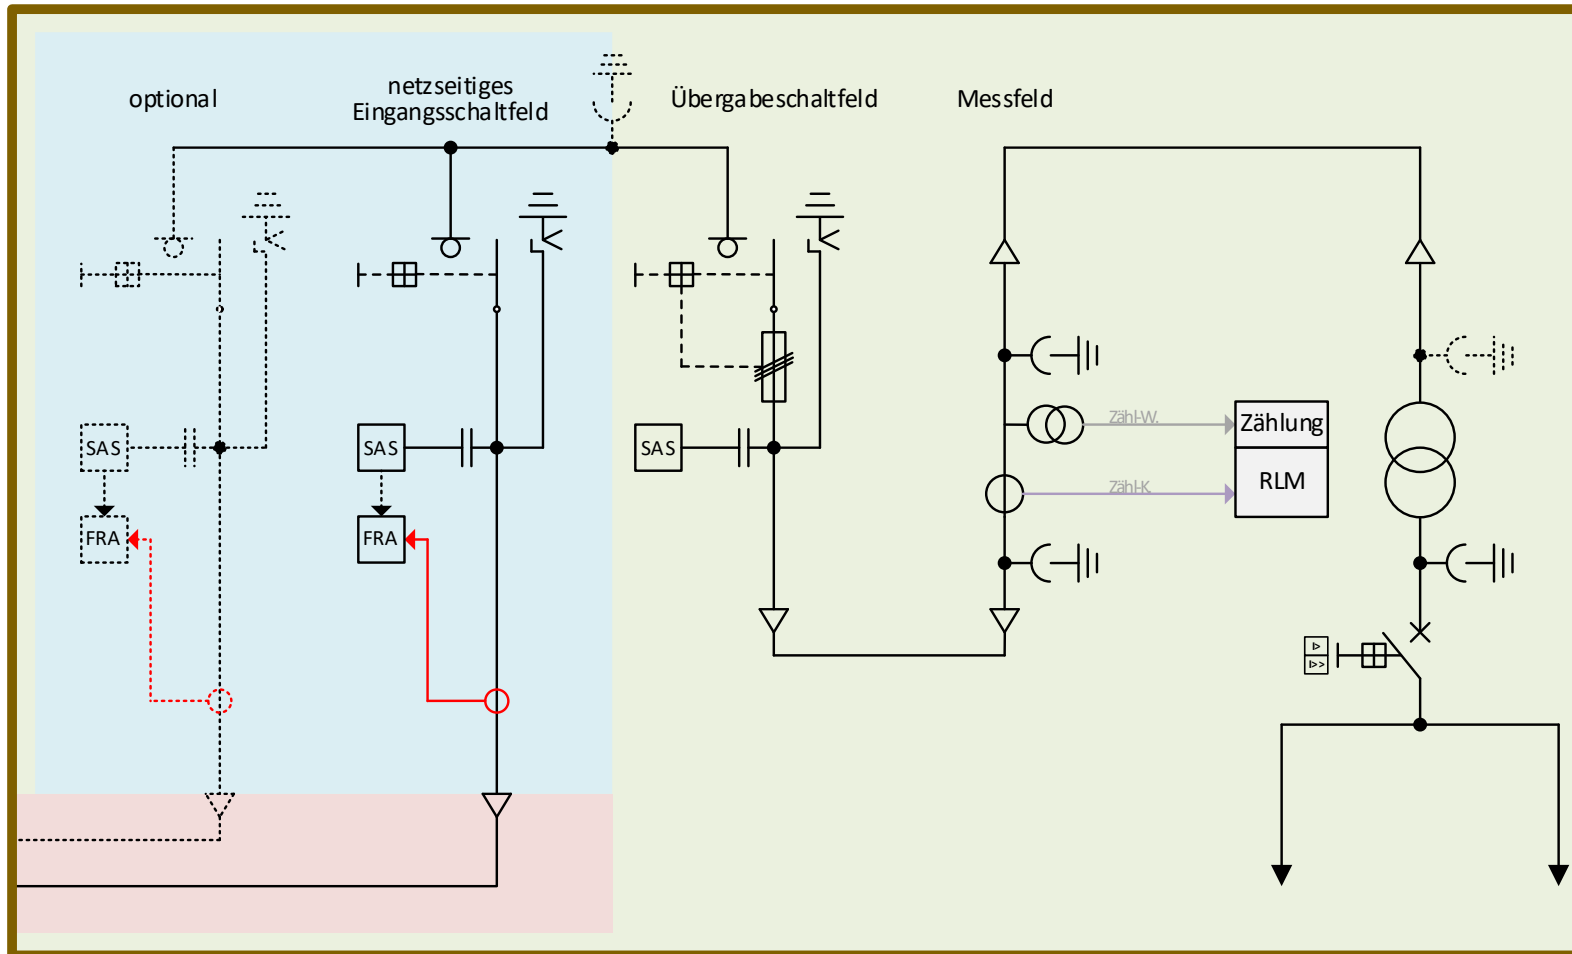 optional
netzseitiges
Eingangsschaltfeld
Übergabeschaltfeld
Messfeld
Zähl-W.
Zählung
SAS
SAS
SAS
RLM
Zähl-K.
FRA
FRA
I>
I>>